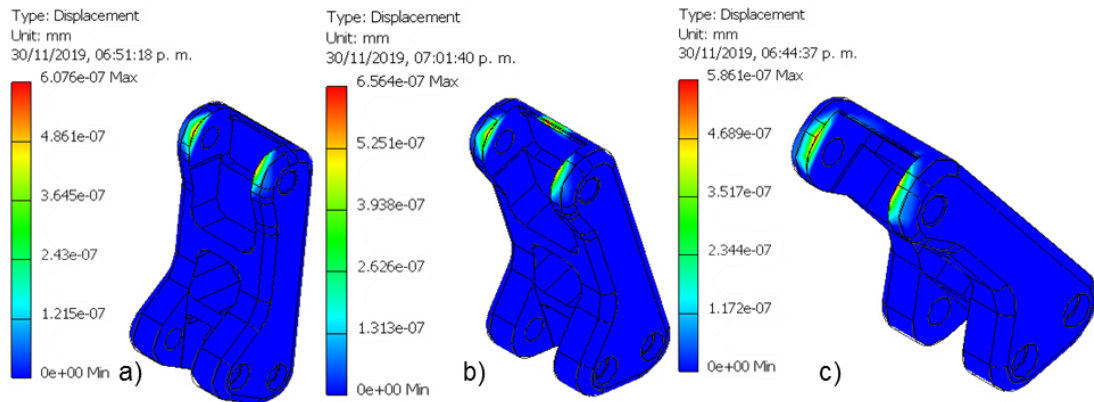 Type: Displacement
Unit: mm
30/11/2019, 06:51:18 p. m.
6.076e-07 Max
4.861e-07
3.645e-07
2.43e-07
1.215e-07
0e+00 Min
a)
Type: Displacement
Unit: mm
30/11/2019, 07:01:40 p. m.
6.564e-07 Max
5.251e-07
3.938e-07
2.626e-07
1.313e-07
0e+00 Min
b)
Type: Displacement
Unit: mm
30/11/2019, 06:44:37 p. m.
5.861e-07 Max
4.689e-07
3.517e-07
2.344e-07
1.172e-07
0e+00 Min
c)